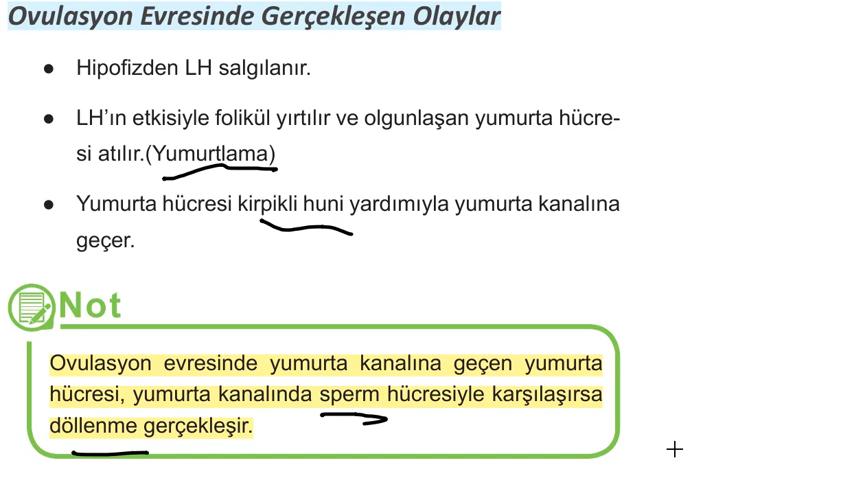 Ovulasyon Evresinde Gerçekleşen Olaylar
● Hipofizden LH salgılanır.
● LH’ın etkisiyle folikül yırtılır ve olgunlaşan yumurta hücre-
si atılır.(Yumurtlama)
● Yumurta hücresi kirpikli huni yardımıyla yumurta kanalına
geçer.
Not
Ovulasyon evresinde yumurta kanalına geçen yumurta
hücresi, yumurta kanalında sperm hücresiyle karşılaşırsa
döllenme gerçekleşir.